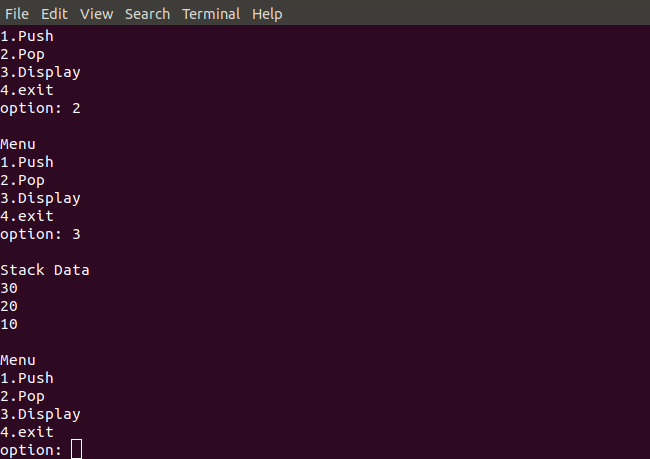 File Edit View Search Terminal Help
1.Push
2.Pop
3.Display
4.exit
option: 2
Menu
1.Push
2.Pop
3.Display
4.exit
option: 3
Stack Data
30
20
10
Menu
1.Push
2.Pop
3.Display
4.exit
option: